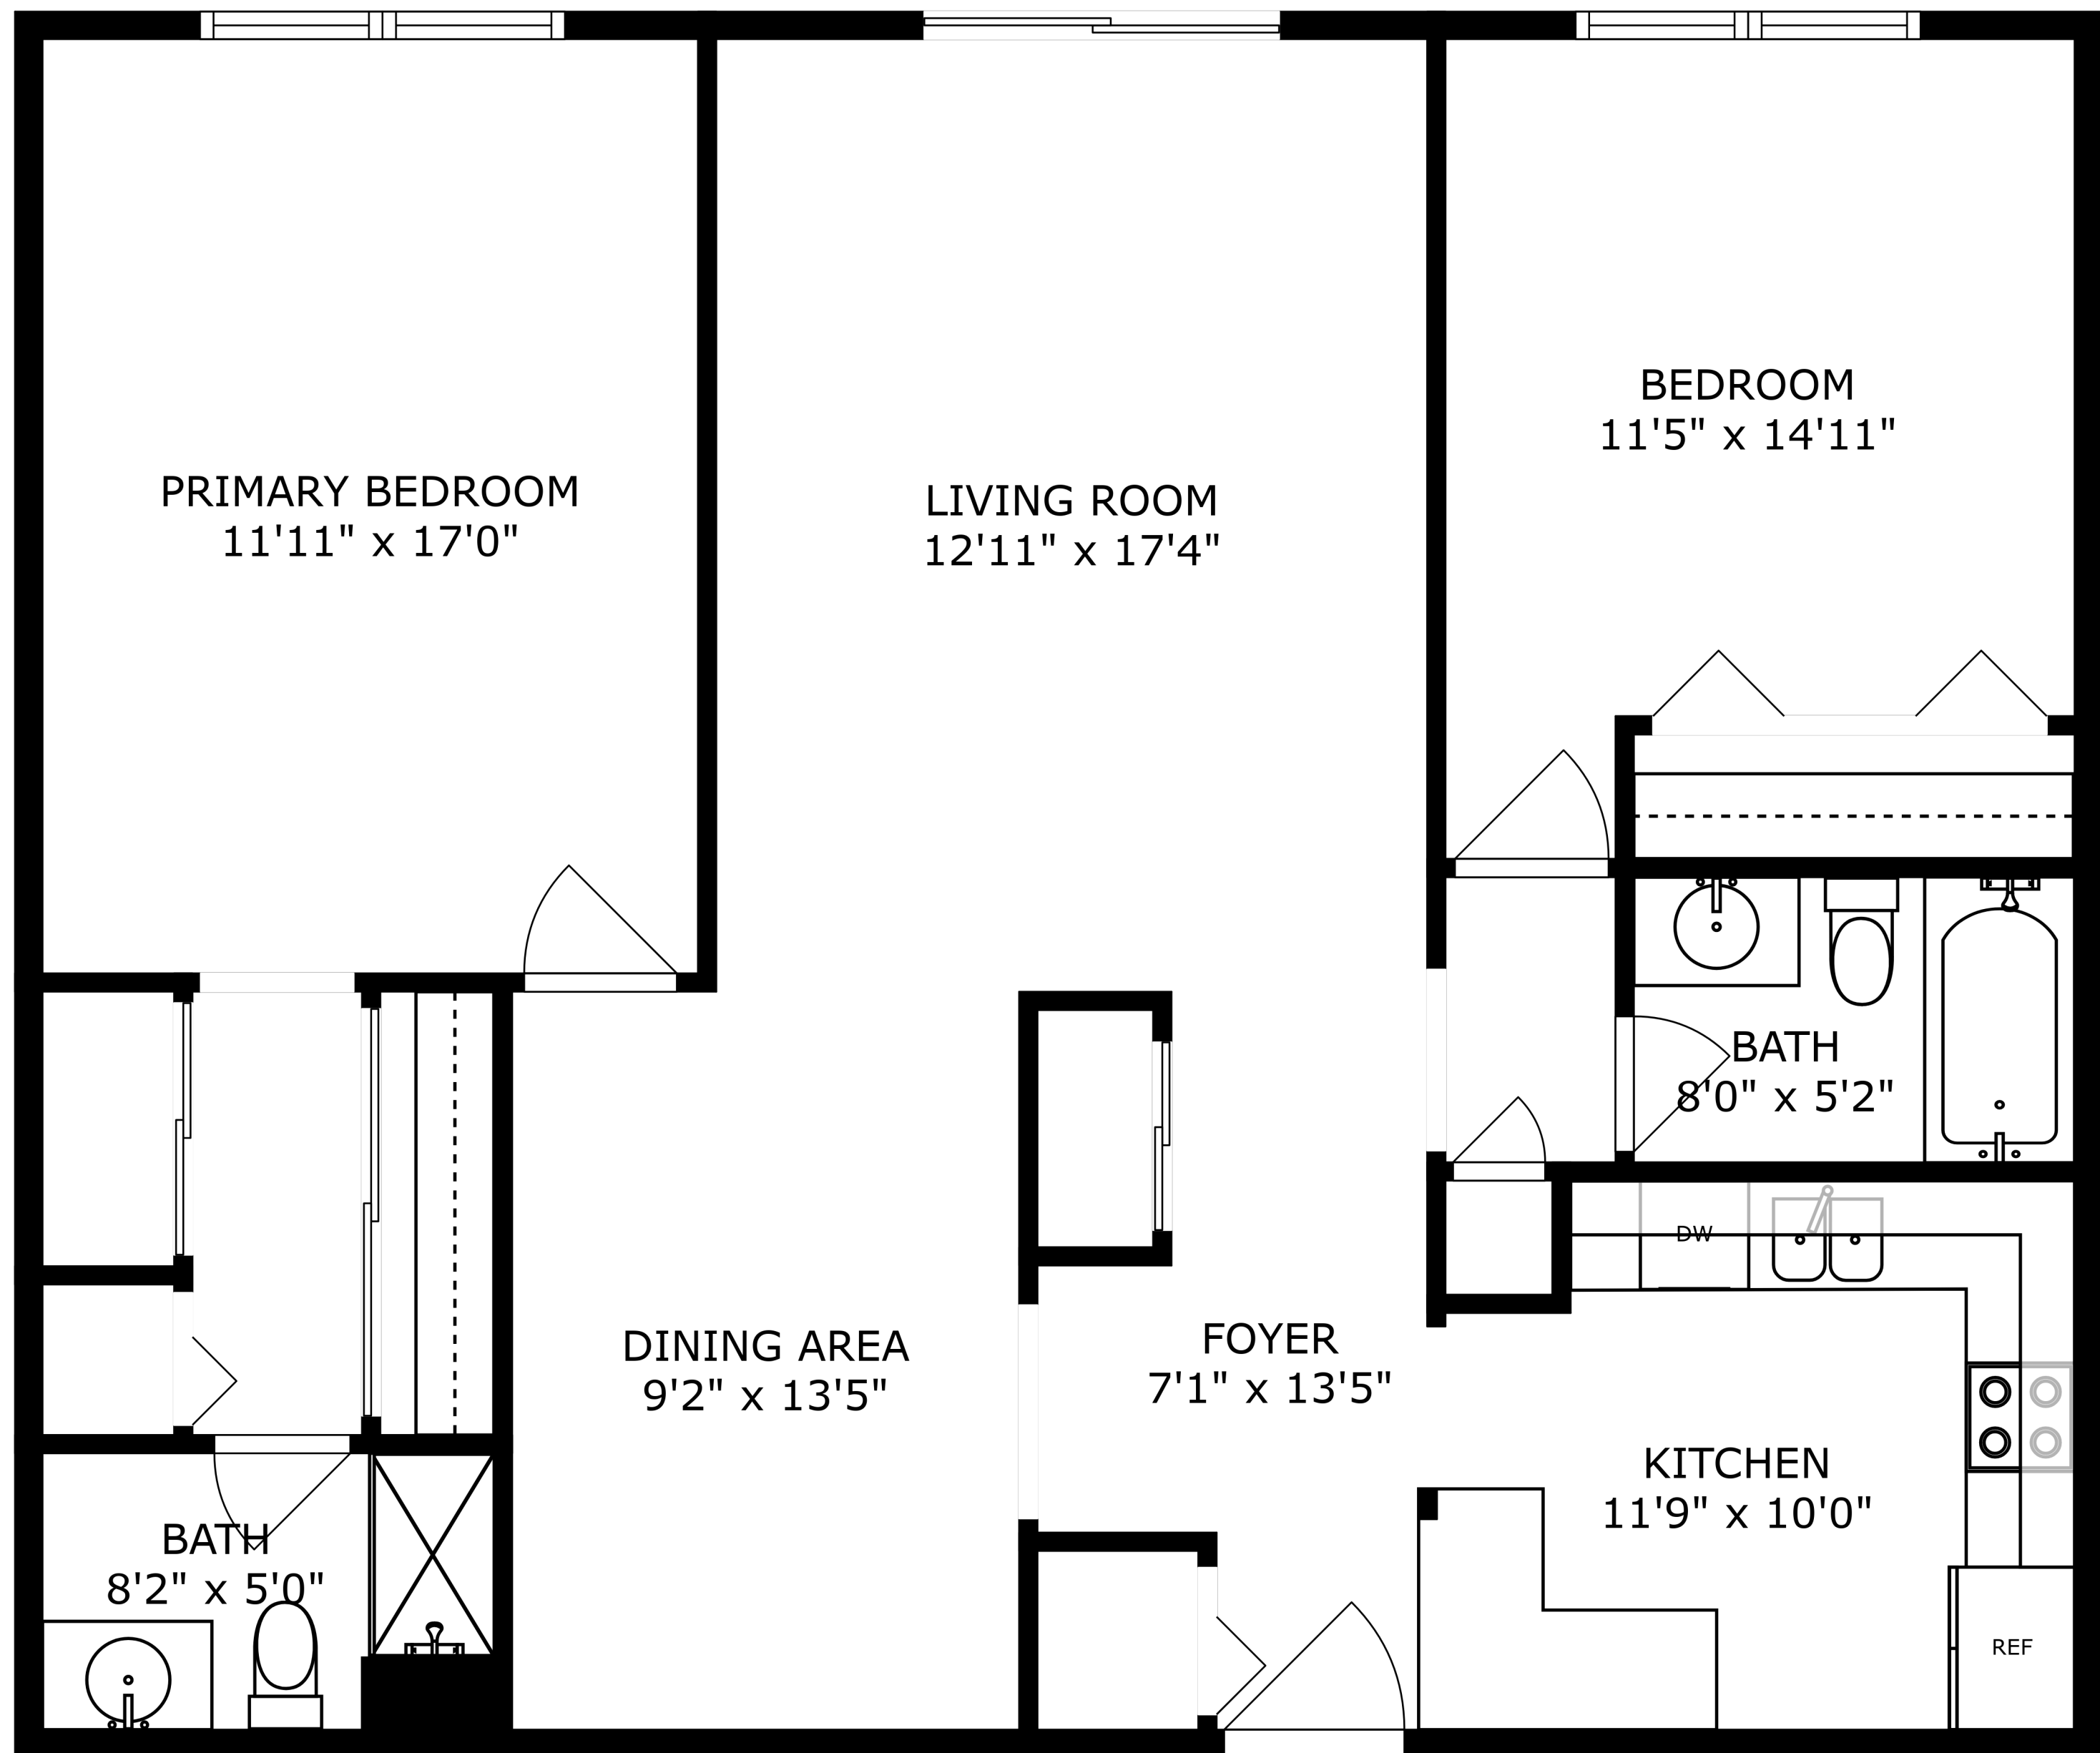 BEDROOM
11'5" x 14'11"
PRIMARY BEDROOM
11'11" x 17'0"
LIVING ROOM
12'11" x 17'4"
BATH
8'0" x 5'2"
DW
DINING AREA
9'2" x 13'5"
FOYER
7'1" x 13'5"
KITCHEN
11'9" x 10'0"
BATH
8'2" x 5'0"
REF